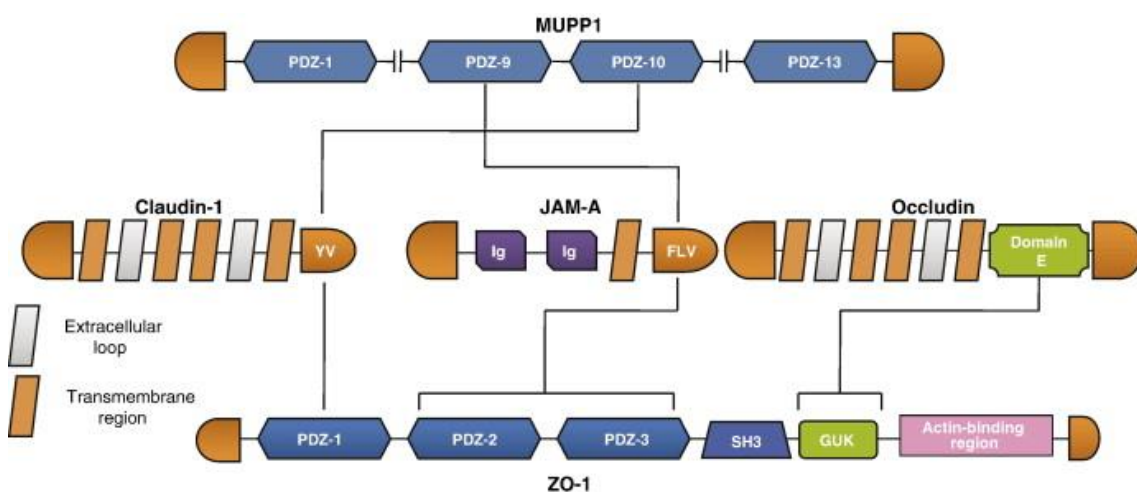 MUPP1
PDZ-1
PDZ-9
PDZ-10
PDZ-13
Claudin-1
JAM-A
Occludin
YV
Ig
Ig
FLV
Domain
E
Extracellular
loop
Transmembrane
region
PDZ-1
PDZ-2
PDZ-3
SH3
GUK
Actin-binding
region
ZO-1